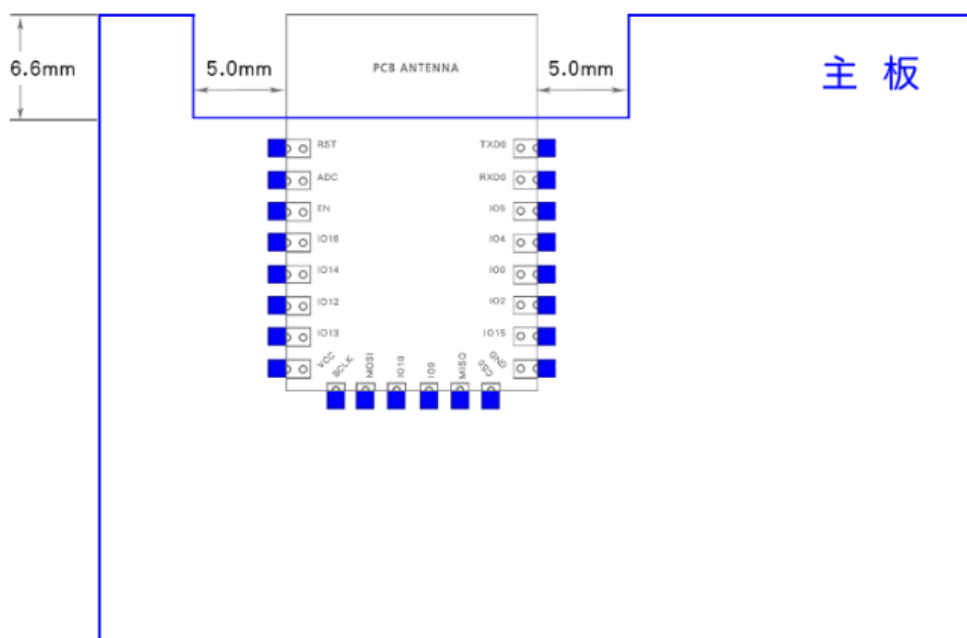 6.6mm
5.0mm
PCB ANTENNA
5.0mm
主 板
RST
TXD0
ADC
RXD0
EN
IO5
IO16
IO4
IO14
IO0
IO12
IO2
IO13
IO15
VCC
SCLK
MOSI
IO10
IO9
MISO
CS0
GND